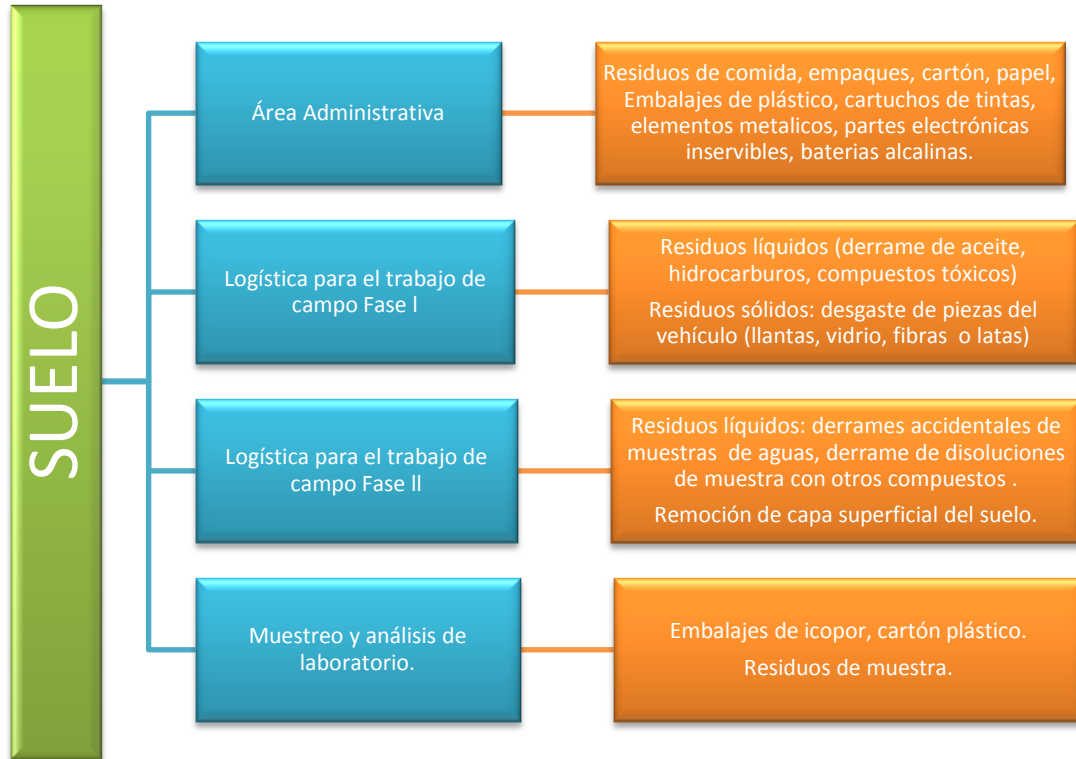 SUELO
Área Administrativa
Residuos de comida, empaques, cartón, papel,
Embalajes de plástico, cartuchos de tintas,
elementos metalicos, partes electrónicas
inservibles, baterias alcalinas.
Logística para el trabajo de
campo Fase l
Residuos líquidos (derrame de aceite,
hidrocarburos, compuestos tóxicos)
Residuos sólidos: desgaste de piezas del
vehículo (llantas, vidrio, fibras o latas)
Logística para el trabajo de
campo Fase ll
Residuos líquidos: derrames accidentales de
muestras de aguas, derrame de disoluciones
de muestra con otros compuestos .
Remoción de capa superficial del suelo.
Muestreo y análisis de
laboratorio.
Embalajes de icopor, cartón plástico.
Residuos de muestra.